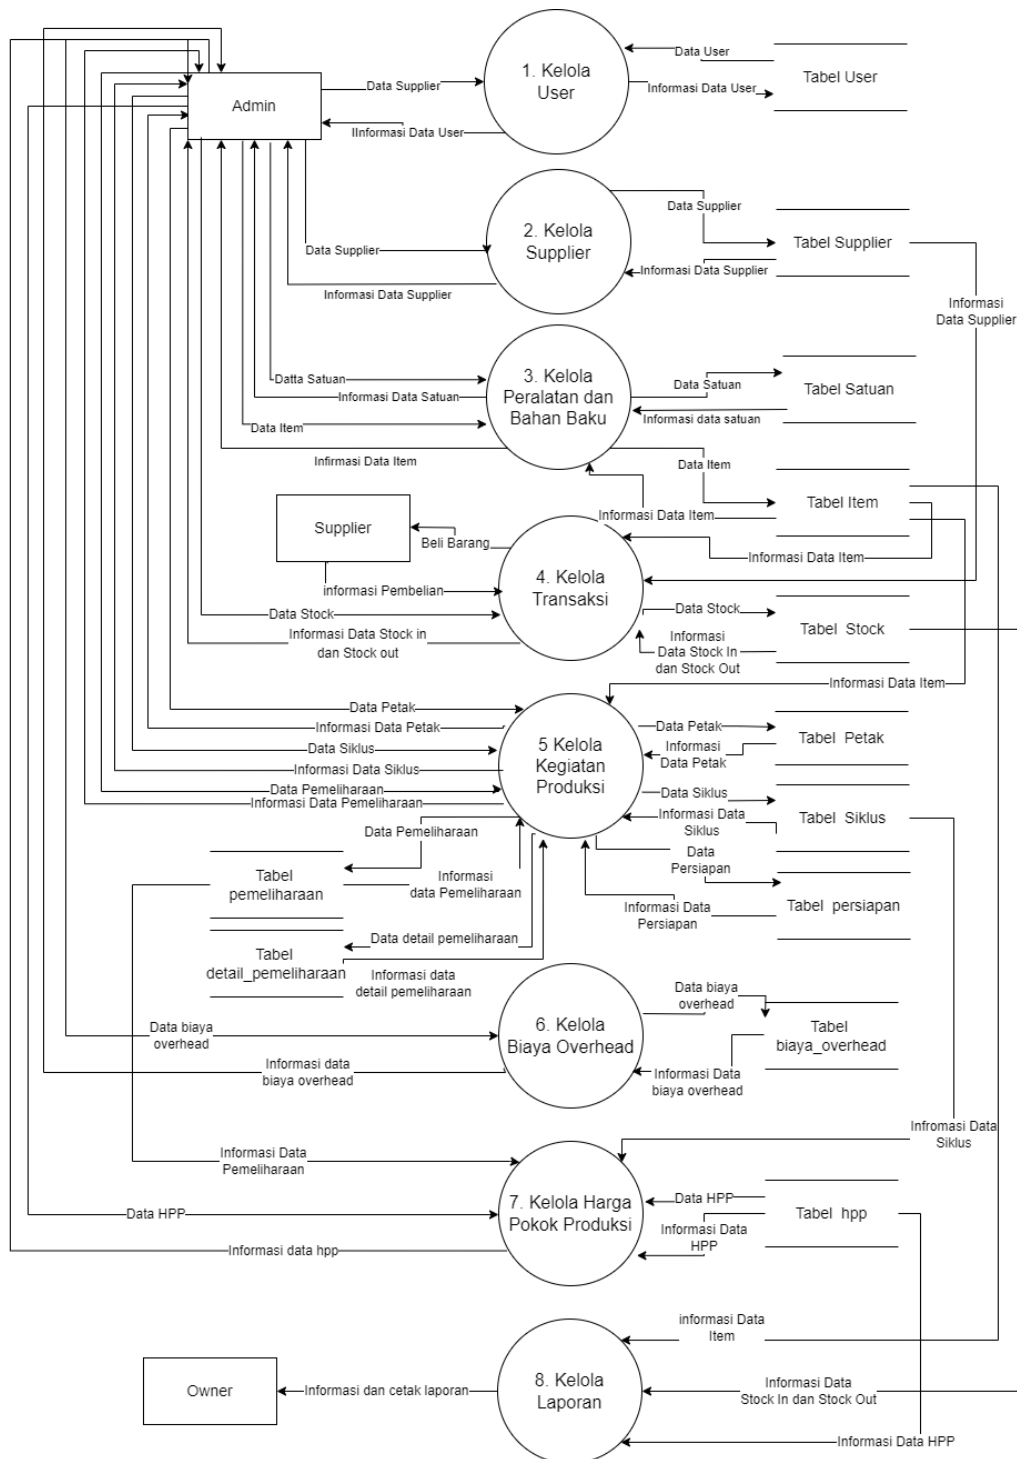 Data User
1. Kelola
User
Tabel User
Data Supplier
Informasi Data User
Admin
IInformasi Data User
Data Supplier
2. Kelola
Supplier
Tabel Supplier
Data Supplier
Informasi Data Supplier
Informasi Data Supplier
Informasi
Data Supplier
3. Kelola
Peralatan dan
Bahan Baku
Datta Satuan
Data Satuan
Tabel Satuan
Informasi Data Satuan
Informasi data satuan
Data Item
Infirmasi Data Item
Data Item
Tabel Item
Informasi Data Item
Supplier
Beli Barang
Informasi Data Item
4. Kelola
Transaksi
informasi Pembelian
Data Stock
Data Stock
Tabel Stock
Informasi Data Stock in
dan Stock out
Informasi
Data Stock In
dan Stock Out
Informasi Data Item
Data Petak
Informasi Data Petak
Data Petak
Tabel Petak
5 Kelola
Kegiatan
Produksi
Informasi
Data Petak
Data Siklus
Informasi Data Siklus
Data Pemeliharaan
Informasi Data Pemeliharaan
Data Siklus
Tabel Siklus
Informasi Data
Siklus
Data Pemeliharaan
Data
Persiapan
Tabel
pemeliharaan
Informasi
data Pemeliharaan
Tabel persiapan
Informasi Data
Persiapan
Data detail pemeliharaan
Tabel
detail_pemeliharaan
Informasi data
detail pemeliharaan
Data biaya
overhead
6. Kelola
Biaya Overhead
Data biaya
overhead
Tabel
biaya_overhead
Informasi data
biaya overhead
Informasi Data
biaya overhead
Infromasi Data
Siklus
Informasi Data
Pemeliharaan
7. Kelola Harga
Pokok Produksi
Data HPP
Tabel hpp
Data HPP
Informasi Data
HPP
Informasi data hpp
informasi Data
Item
Owner
Informasi dan cetak laporan
8. Kelola
Laporan
Informasi Data
Stock In dan Stock Out
Informasi Data HPP